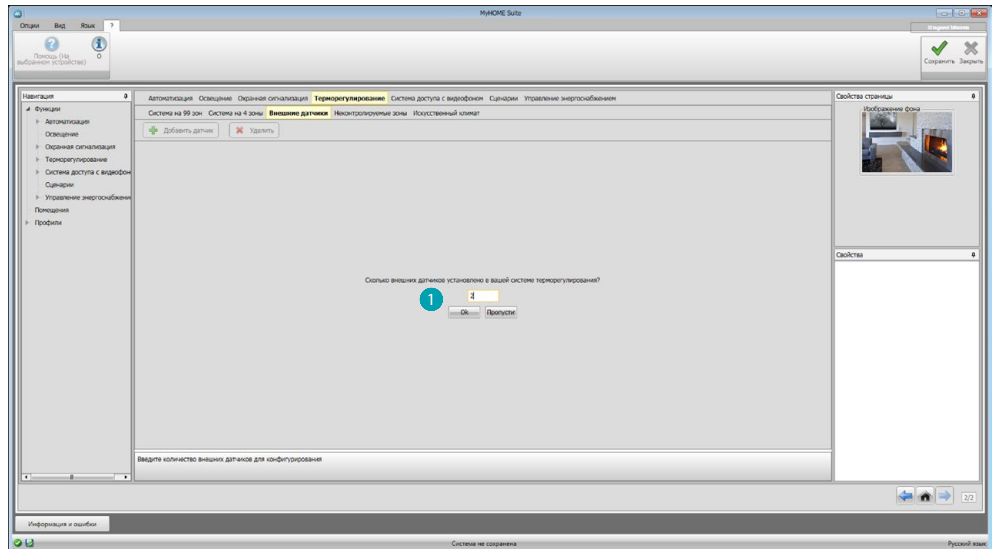 MyHOME Suite
Опции Вид Язык ?
Помощь (На выбранном устройстве)
О
Сохранить Закрыть
Навигация
Функции
Автоматизация
Освещение
Охранная сигнализация
Терморегулирование
Система доступа с видеофон
Сценарии
Управление энергоснабжени
Помещения
Профили
Автоматизация Освещение Охранная сигнализация Терморегулирование Система доступа с видеофоном Сценарии Управление энергоснабжением
Система на 99 зон Система на 4 зоны Внешние датчики Неконтролируемые зоны Искусственный климат
Добавить датчик Удалить
Сколько внешних датчиков установлено в вашей системе терморегулирования?
1
2
Ok Пропусти
Введите количество внешних датчиков для конфигурирования
Свойства страницы
Изображение фона
Свойства
2/2
Информация и ошибки
Система не сохранена
Русский язык